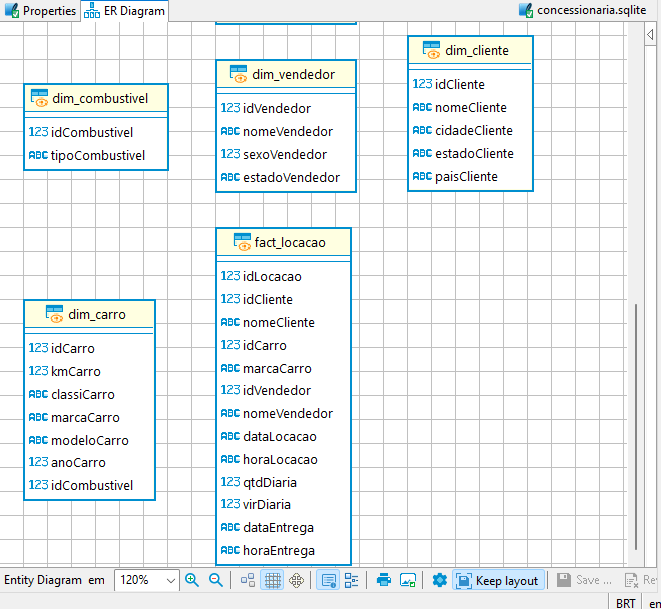 Properties
ER Diagram
concessionaria.sqlite
dim_combustivel
123 idCombustivel
ABC tipoCombustivel
dim_vendedor
123 idVendedor
ABC nomeVendedor
123 sexoVendedor
ABC estadoVendedor
dim_cliente
123 idCliente
ABC nomeCliente
ABC cidadeCliente
ABC estadoCliente
ABC paisCliente
dim_carro
123 idCarro
123 kmCarro
ABC classiCarro
ABC marcaCarro
ABC modeloCarro
123 anoCarro
123 idCombustivel
fact_locacao
123 idLocacao
123 idCliente
ABC nomeCliente
123 idCarro
ABC marcaCarro
123 idVendedor
ABC nomeVendedor
ABC dataLocacao
ABC horaLocacao
123 qtdDiaria
123 vlrDiaria
ABC dataEntrega
ABC horaEntrega
Entity Diagram em 120% Keep layout Save ... Re
BRT en